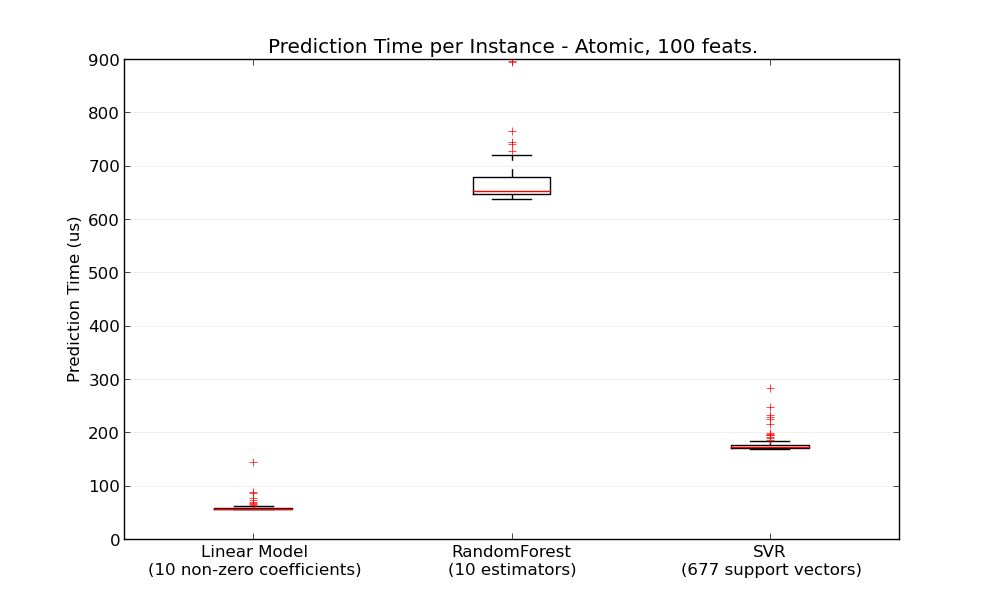 Prediction Time per Instance - Atomic, 100 feats.
900
800
700
600
500
400
300
200
100
0
Prediction Time (us)
Linear Model
(10 non-zero coefficients)
RandomForest
(10 estimators)
SVR
(677 support vectors)